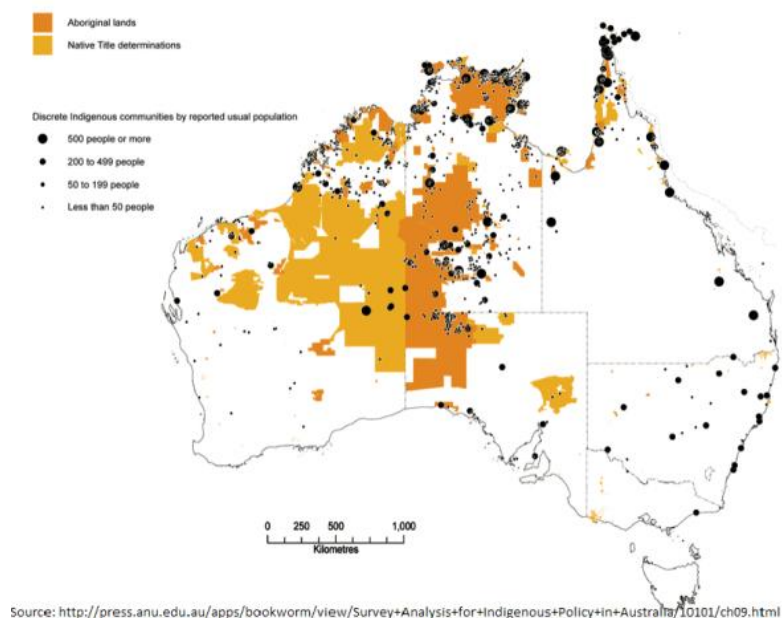 Aboriginal lands
Native Title determinations
Discrete Indigenous communities by reported usual population
500 people or more
200 to 499 people
50 to 199 people
Less than 50 people
0 250 500 1,000
Kilometres
Source: http://press.anu.edu.au/apps/bookworm/view/Survey+Analysis+for+Indigenous+Policy+in+Australia/10101/ch09.html